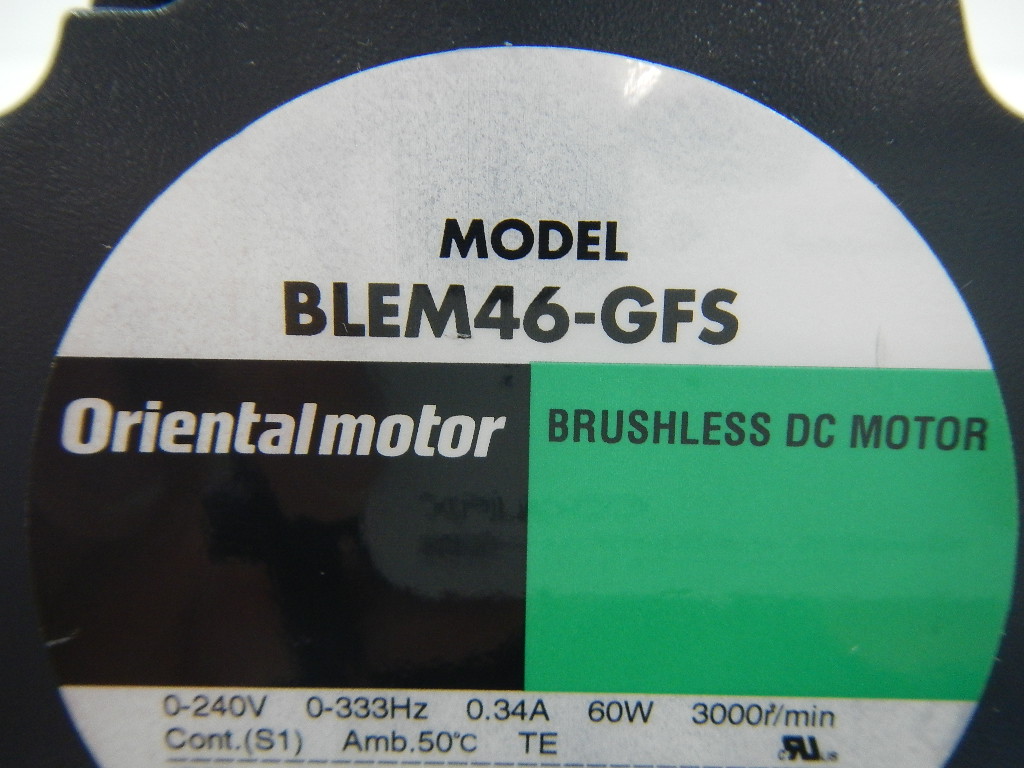 MODEL
BLEM46-GFS
Orientalmotor
BRUSHLESS DC MOTOR
0-240V 0-333Hz 0.34A 60W 3000r/min
Cont.(S1) Amb.50°C TE